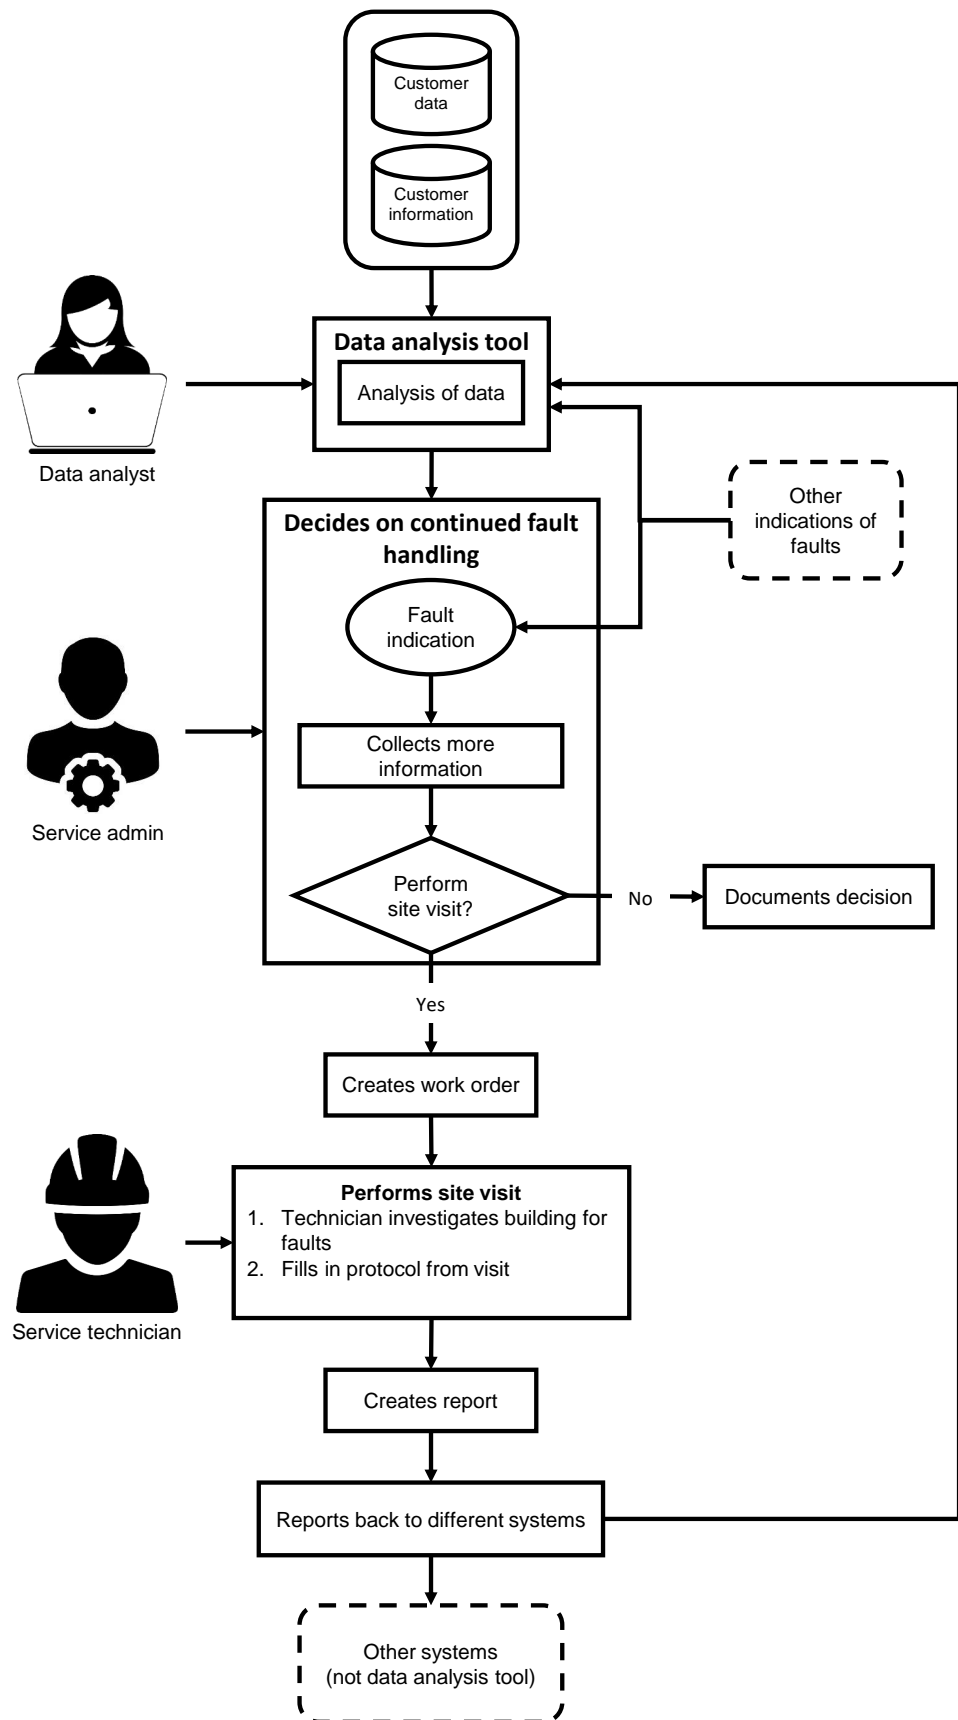 Customer
data
Customer
information
Data analysis tool
Analysis of data
Data analyst
Other
indications of
faults
Decides on continued fault
handling
Fault
indication
Collects more
information
Service admin
Perform
site visit?
No
Documents decision
Yes
Creates work order
Performs site visit
1. Technician investigates building for
faults
2. Fills in protocol from visit
Service technician
Creates report
Reports back to different systems
Other systems
(not data analysis tool)